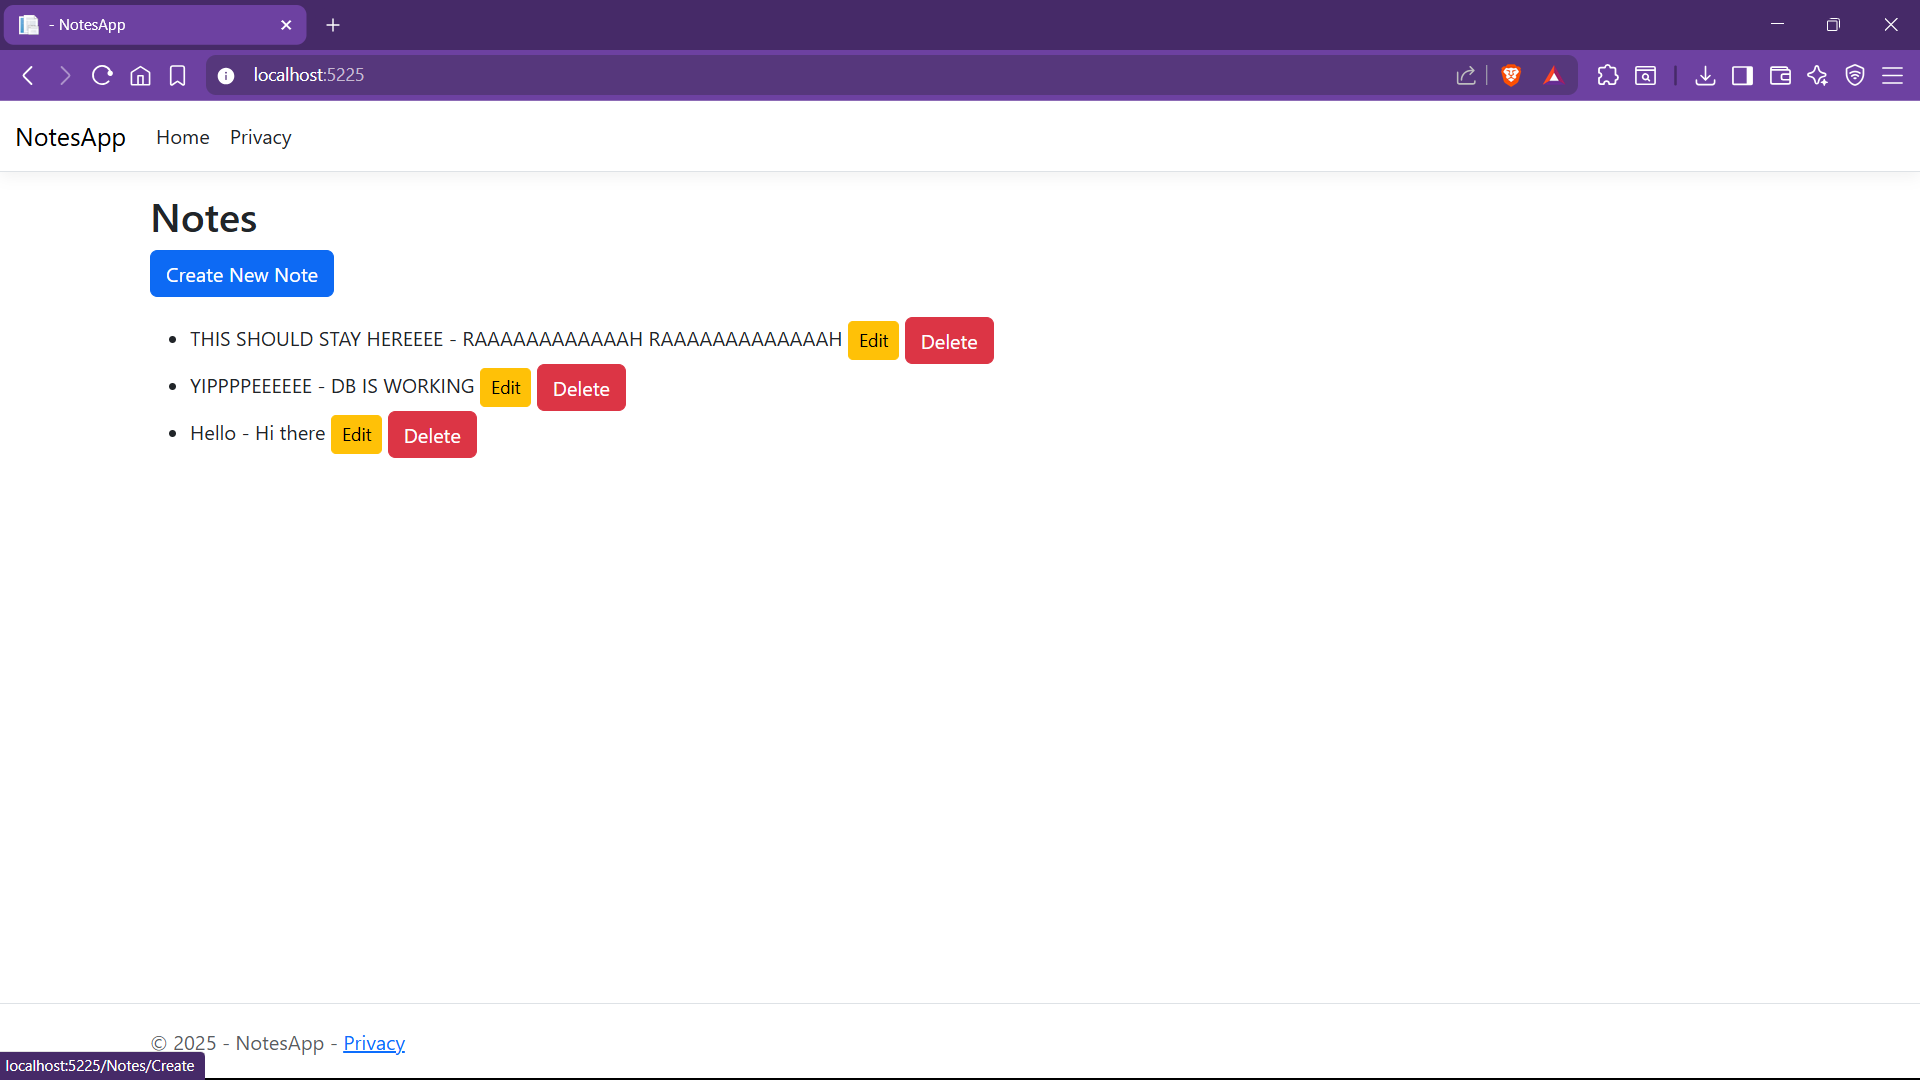 - NotesApp
localhost:5225
NotesApp Home Privacy
Notes
Create New Note
THIS SHOULD STAY HEREEEE - RAAAAAAAAAAAAH RAAAAAAAAAAAAAH Edit Delete
YIPPPPEEEEEE - DB IS WORKING Edit Delete
Hello - Hi there Edit Delete
© 2025 - NotesApp - Privacy
localhost:5225/Notes/Create